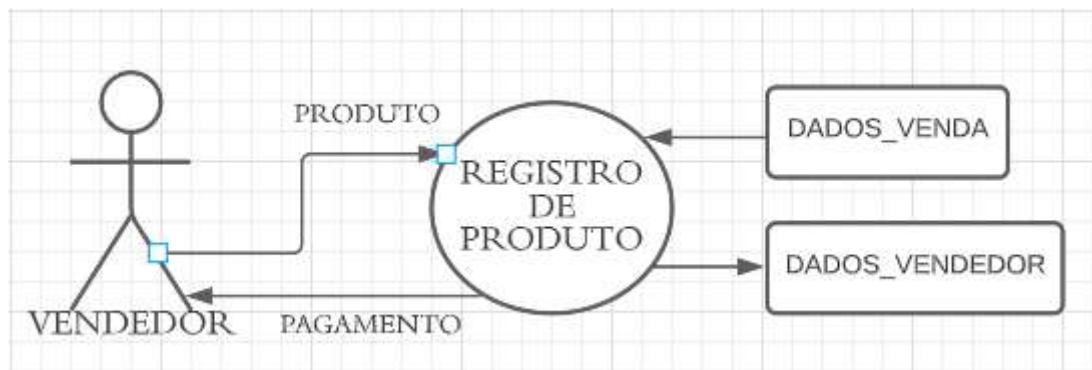 PRODUTO
DADOS_VENDA
REGISTRO
DE
PRODUTO
DADOS_VENDEDOR
VENDEDOR
PAGAMENTO